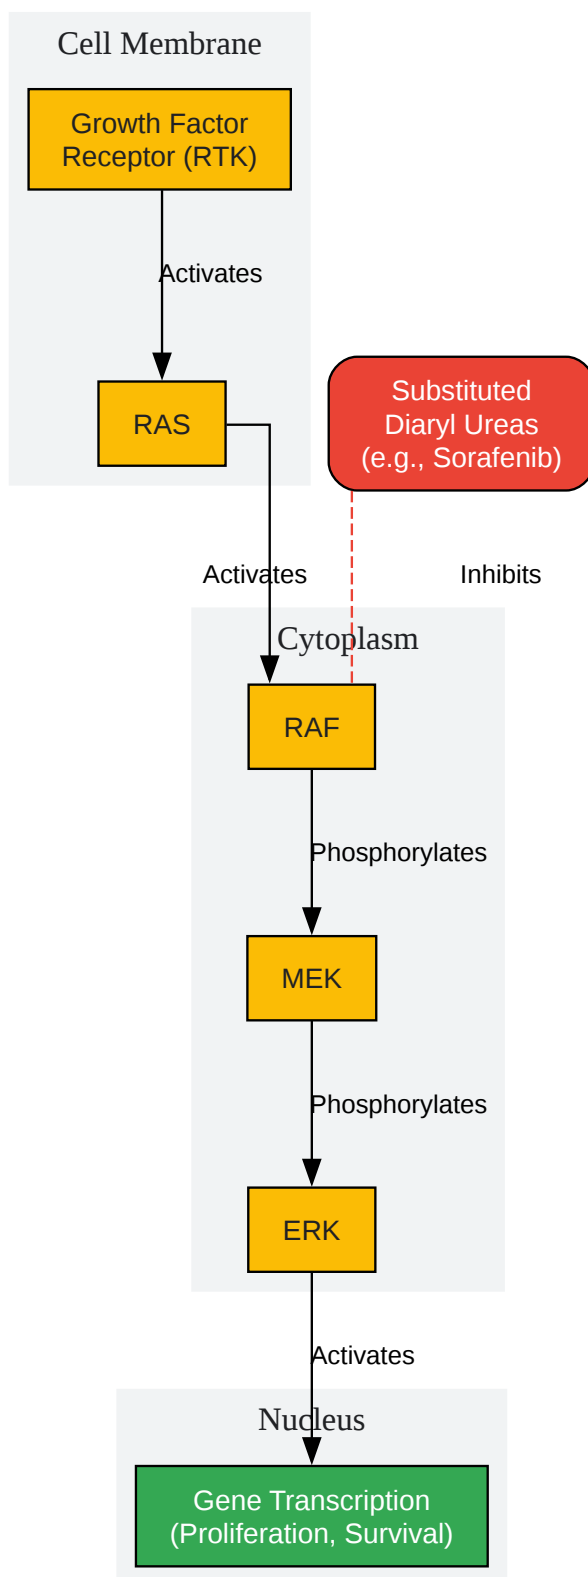 Cell Membrane
Growth Factor
Receptor (RTK)
Activates
RAS
Substituted
Diaryl Ureas
(e.g., Sorafenib)
Activates
Inhibits
Cytoplasm
RAF
Phosphorylates
MEK
Phosphorylates
ERK
Activates
Nucleus
Gene Transcription
(Proliferation, Survival)